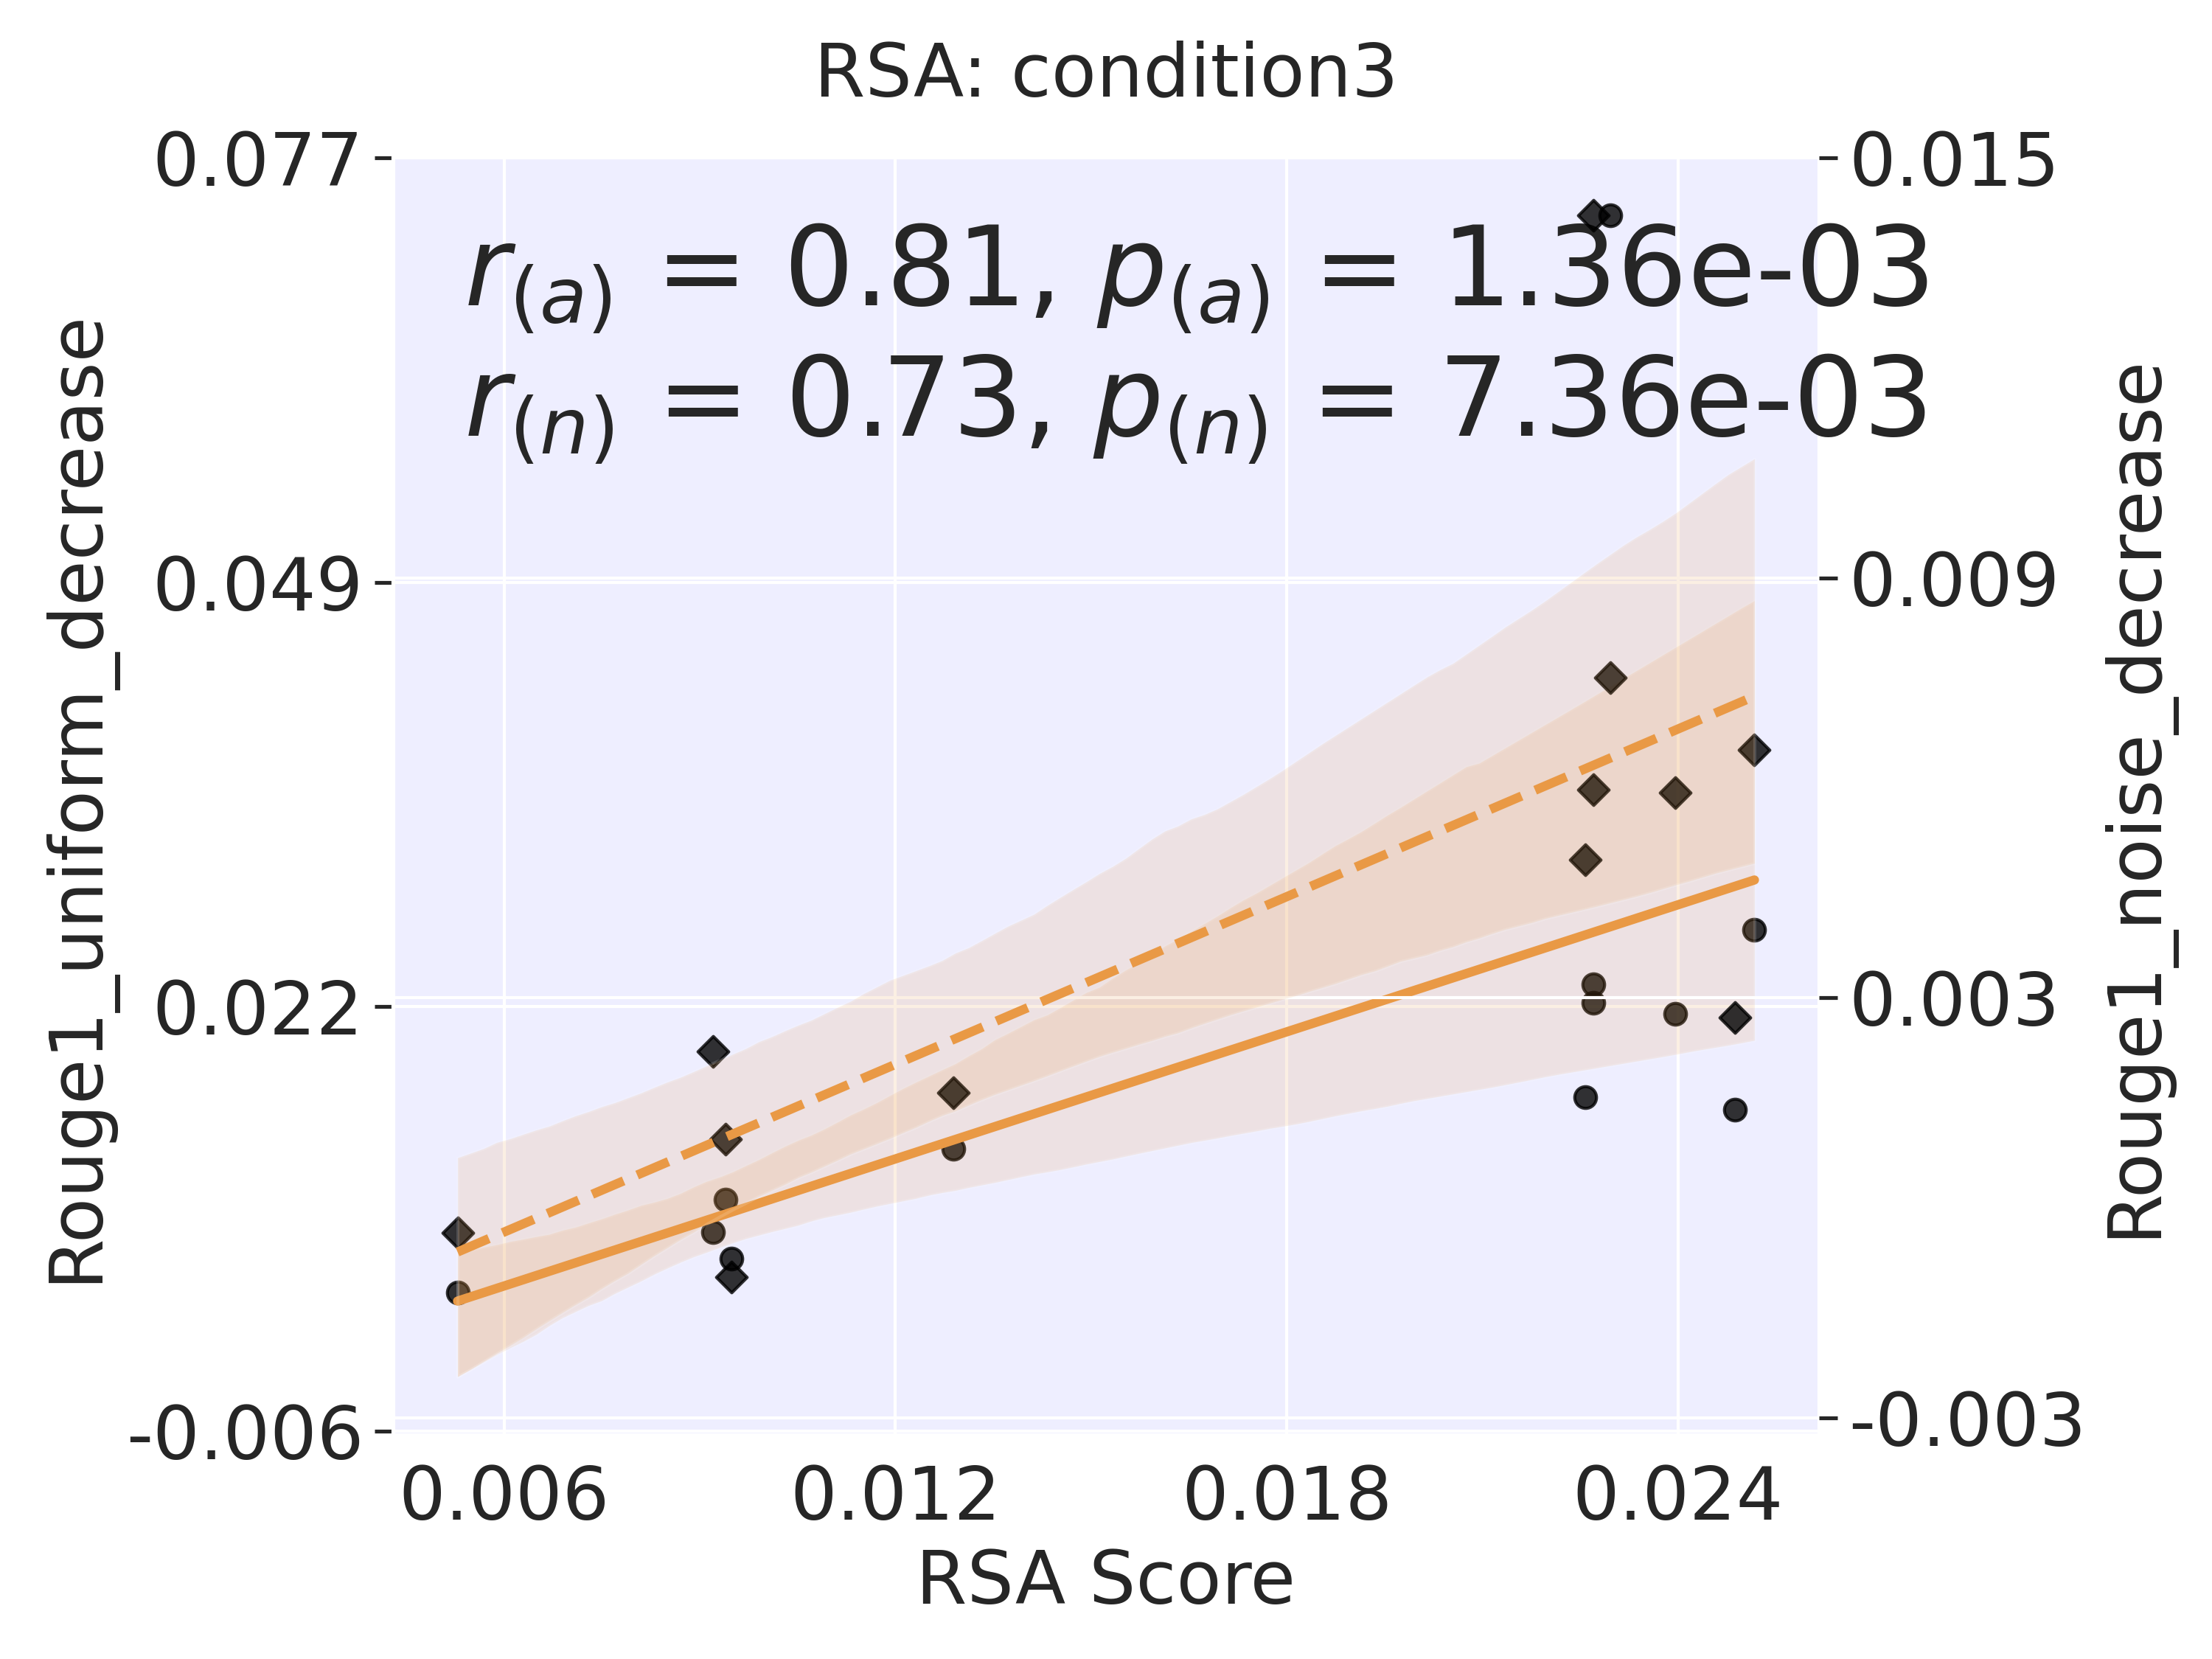 RSA: condition3
0.077
0.049
0.022
-0.006
Rouge1_uniform_decrease
r(a) = 0.81, p(a) = 1.36e-03
r(n) = 0.73, p(n) = 7.36e-03
0.015
0.009
0.003
-0.003
Rouge1_noise_decrease
0.006 0.012 0.018 0.024
RSA Score